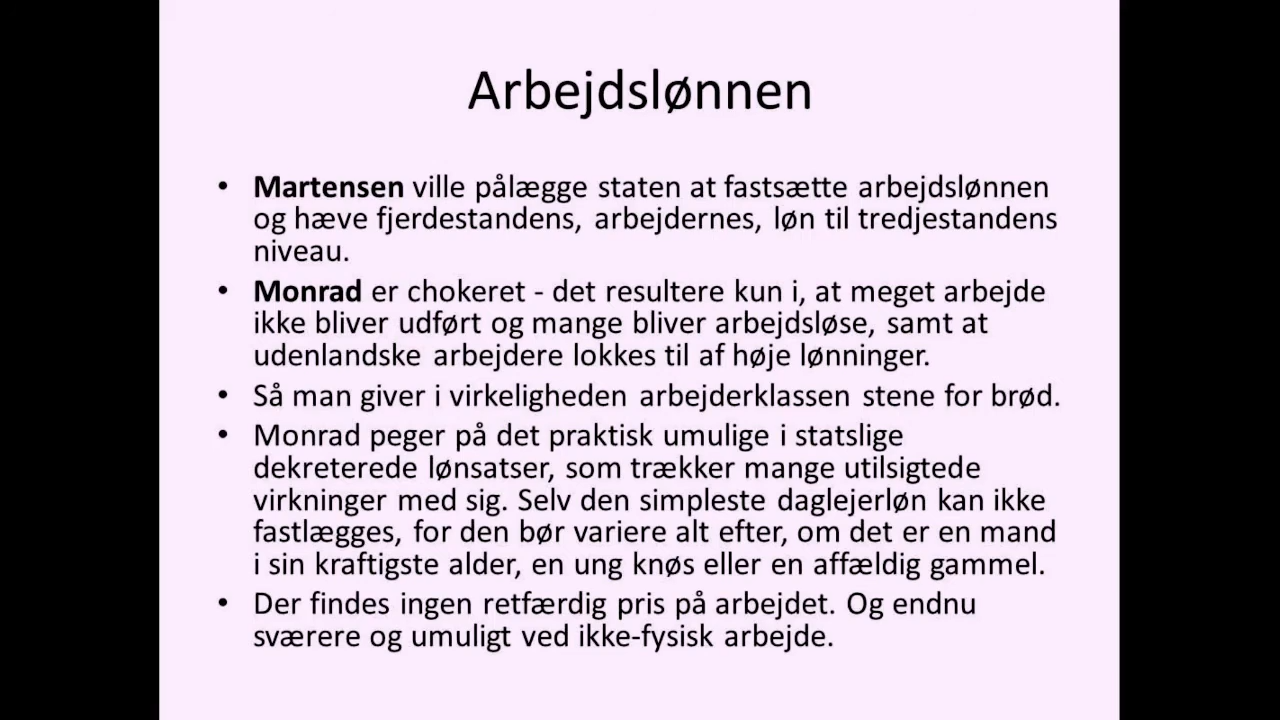 Arbejdslønnen
• Martensen ville pålægge staten at fastsætte arbejdslønnen
og hæve fjerdestandens, arbejdernes, løn til tredjestandens
niveau.
• Monrad er chokeret - det resultere kun i, at meget arbejde
ikke bliver udført og mange bliver arbejdsløse, samt at
udenlandske arbejdere lokkes til af høje lønninger.
• Så man giver i virkeligheden arbejderklassen stene for brød.
• Monrad peger på det praktisk umulige i statslige
dekreterede lønsatser, som trækker mange utilsigtede
virkninger med sig. Selv den simpleste daglejerløn kan ikke
fastlægges, for den bør variere alt efter, om det er en mand
i sin kraftigste alder, en ung knøs eller en affældig gammel.
• Der findes ingen retfærdig pris på arbejdet. Og endnu
sværere og umuligt ved ikke-fysisk arbejde.